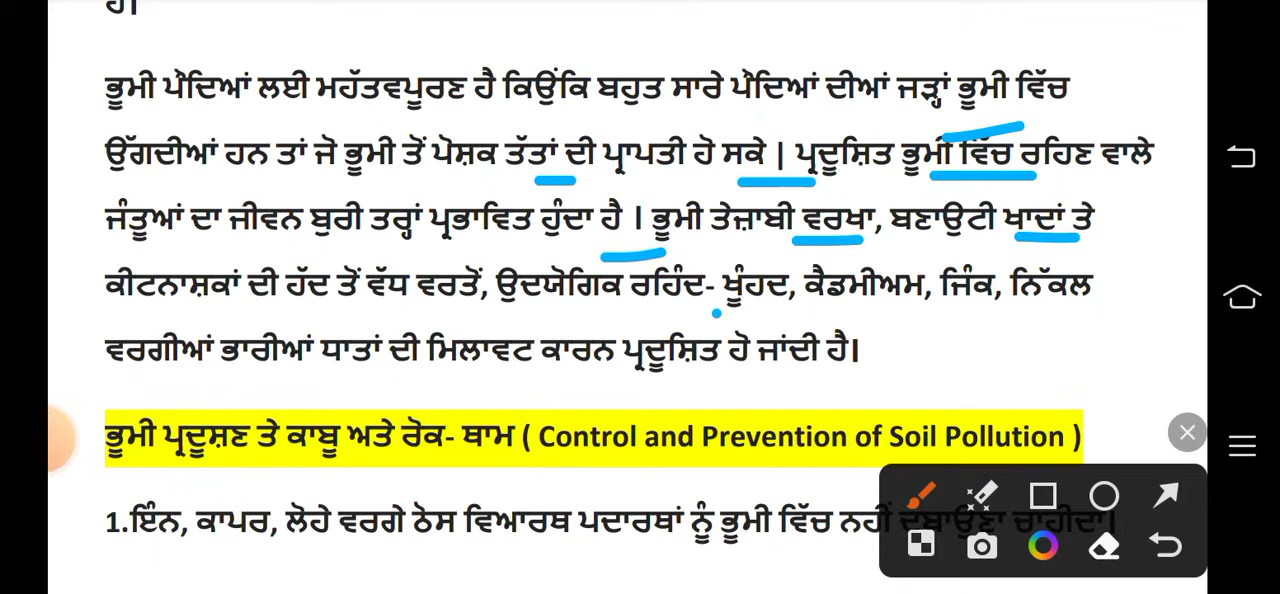 ਹੈ।
ਭੂਮੀ ਪੌਦਿਆਂ ਲਈ ਮਹੱਤਵਪੂਰਣ ਹੈ ਕਿਉਂਕਿ ਬਹੁਤ ਸਾਰੇ ਪੌਦਿਆਂ ਦੀਆਂ ਜੜ੍ਹਾਂ ਭੂਮੀ ਵਿੱਚ
ਉੱਗਦੀਆਂ ਹਨ ਤਾਂ ਜੋ ਭੂਮੀ ਤੋਂ ਪੋਸ਼ਕ ਤੱਤਾਂ ਦੀ ਪ੍ਰਾਪਤੀ ਹੋ ਸਕੇ | ਪ੍ਰਦੂਸ਼ਿਤ ਭੂਮੀ ਵਿੱਚ ਰਹਿਣ ਵਾਲੇ
ਜੰਤੂਆਂ ਦਾ ਜੀਵਨ ਬੁਰੀ ਤਰ੍ਹਾਂ ਪ੍ਰਭਾਵਿਤ ਹੁੰਦਾ ਹੈ । ਭੂਮੀ ਤੇਜ਼ਾਬੀ ਵਰਖਾ, ਬਣਾਉਟੀ ਖਾਦਾਂ ਤੇ
ਕੀਟਨਾਸ਼ਕਾਂ ਦੀ ਹੱਦ ਤੋਂ ਵੱਧ ਵਰਤੋਂ, ਉਦਯੋਗਿਕ ਰਹਿੰਦ- ਖੂੰਹਦ, ਕੈਡਮੀਅਮ, ਜਿੰਕ, ਨਿੱਕਲ
ਵਰਗੀਆਂ ਭਾਰੀਆਂ ਧਾਤਾਂ ਦੀ ਮਿਲਾਵਟ ਕਾਰਨ ਪ੍ਰਦੂਸ਼ਿਤ ਹੋ ਜਾਂਦੀ ਹੈ।
ਭੂਮੀ ਪ੍ਰਦੂਸ਼ਣ ਤੇ ਕਾਬੂ ਅਤੇ ਰੋਕ- ਥਾਮ ( Control and Prevention of Soil Pollution )
1.ਇੰਨ, ਕਾਪਰ, ਲੋਹੇ ਵਰਗੇ ਠੋਸ ਵਿਆਰਥ ਪਦਾਰਥਾਂ ਨੂੰ ਭੂਮੀ ਵਿੱਚ ਨਹੀਂ ਦਬਾਉਣਾ ਚਾਹੀਦਾ।